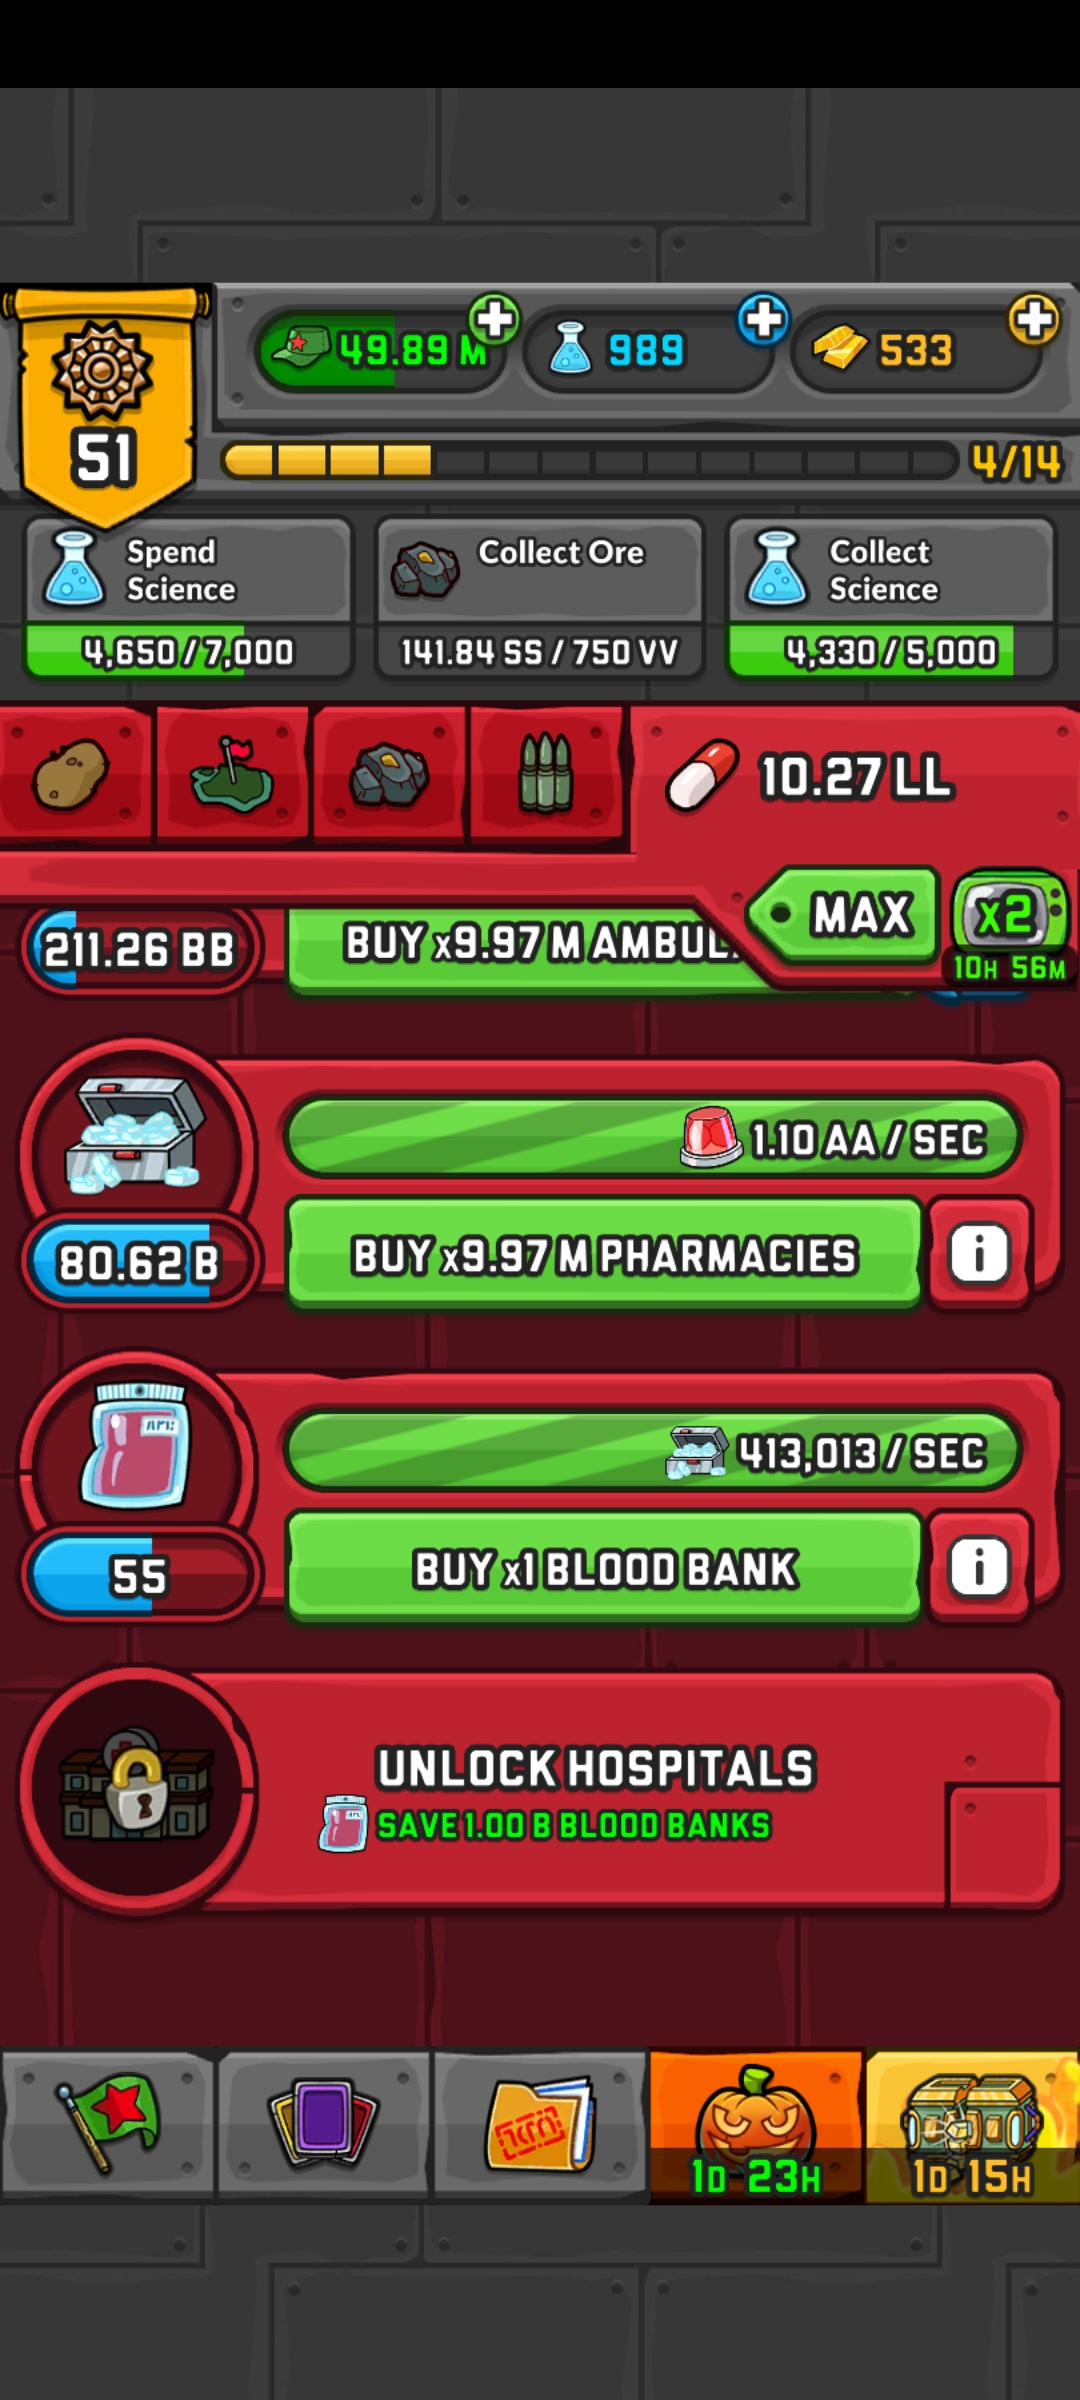 49.89 M
989
533
51
4/14
Spend
Science
Collect Ore
Collect
Science
4,650 / 7,000
141.84 SS / 750 VV
4,330 / 5,000
10.27 LL
MAX
x2
10H 56M
211.26 BB
BUY x9.97 M AMBUL
1.10 AA / SEC
80.62 B
BUY x9.97 M PHARMACIES
i
413,013 / SEC
55
BUY x1 BLOOD BANK
i
UNLOCK HOSPITALS
SAVE 1.00 B BLOOD BANKS
1D 23H
1D 15H